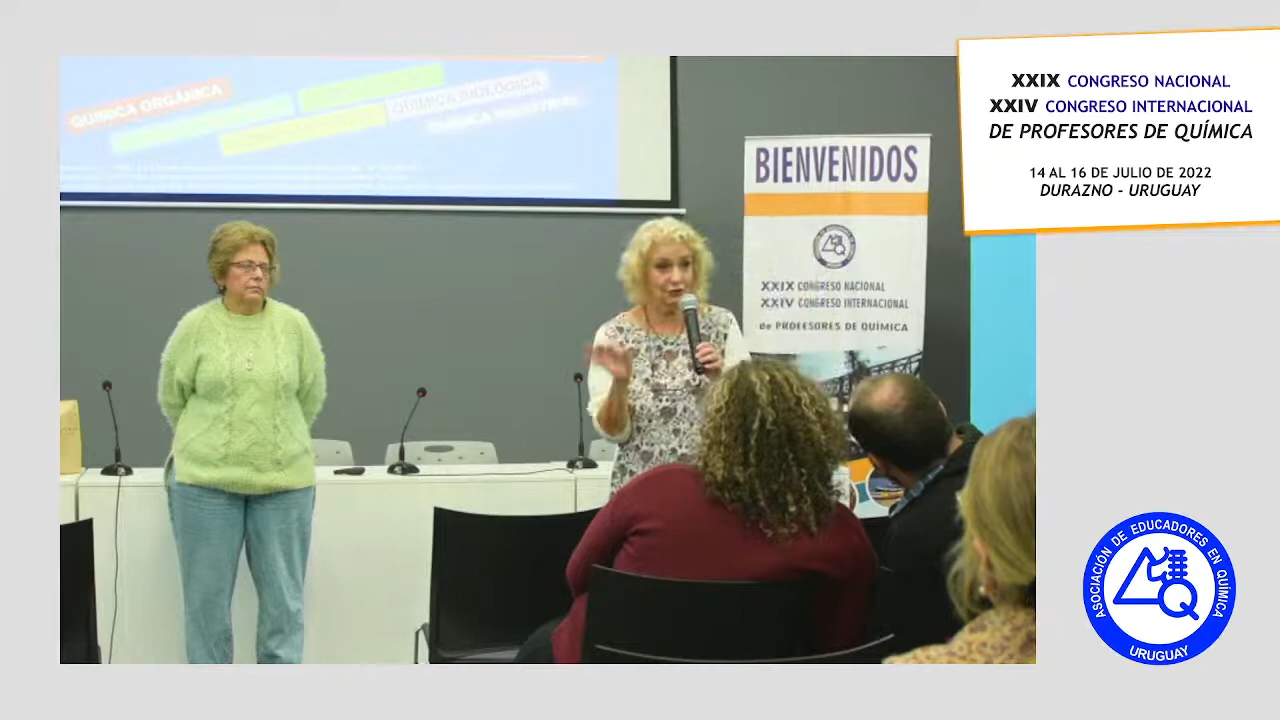 QUÍMICA ORGÁNICA
QUÍMICA BIOLÓGICA
BIENVENIDOS
XXIX CONGRESO NACIONAL
XXIV CONGRESO INTERNACIONAL
de PROFESORES DE QUÍMICA
XXIX CONGRESO NACIONAL
XXIV CONGRESO INTERNACIONAL
DE PROFESORES DE QUÍMICA
14 AL 16 DE JULIO DE 2022
DURAZNO - URUGUAY
ASOCIACIÓN DE EDUCADORES EN QUÍMICA
URUGUAY